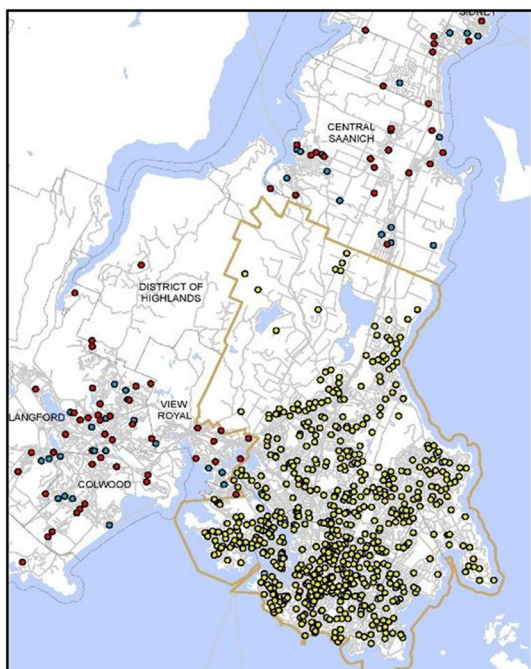 SIDNEY
CENTRAL
SAANICH
DISTRICT OF
HIGHLANDS
VIEW
ROYAL
LANGFORD
COLWOOD